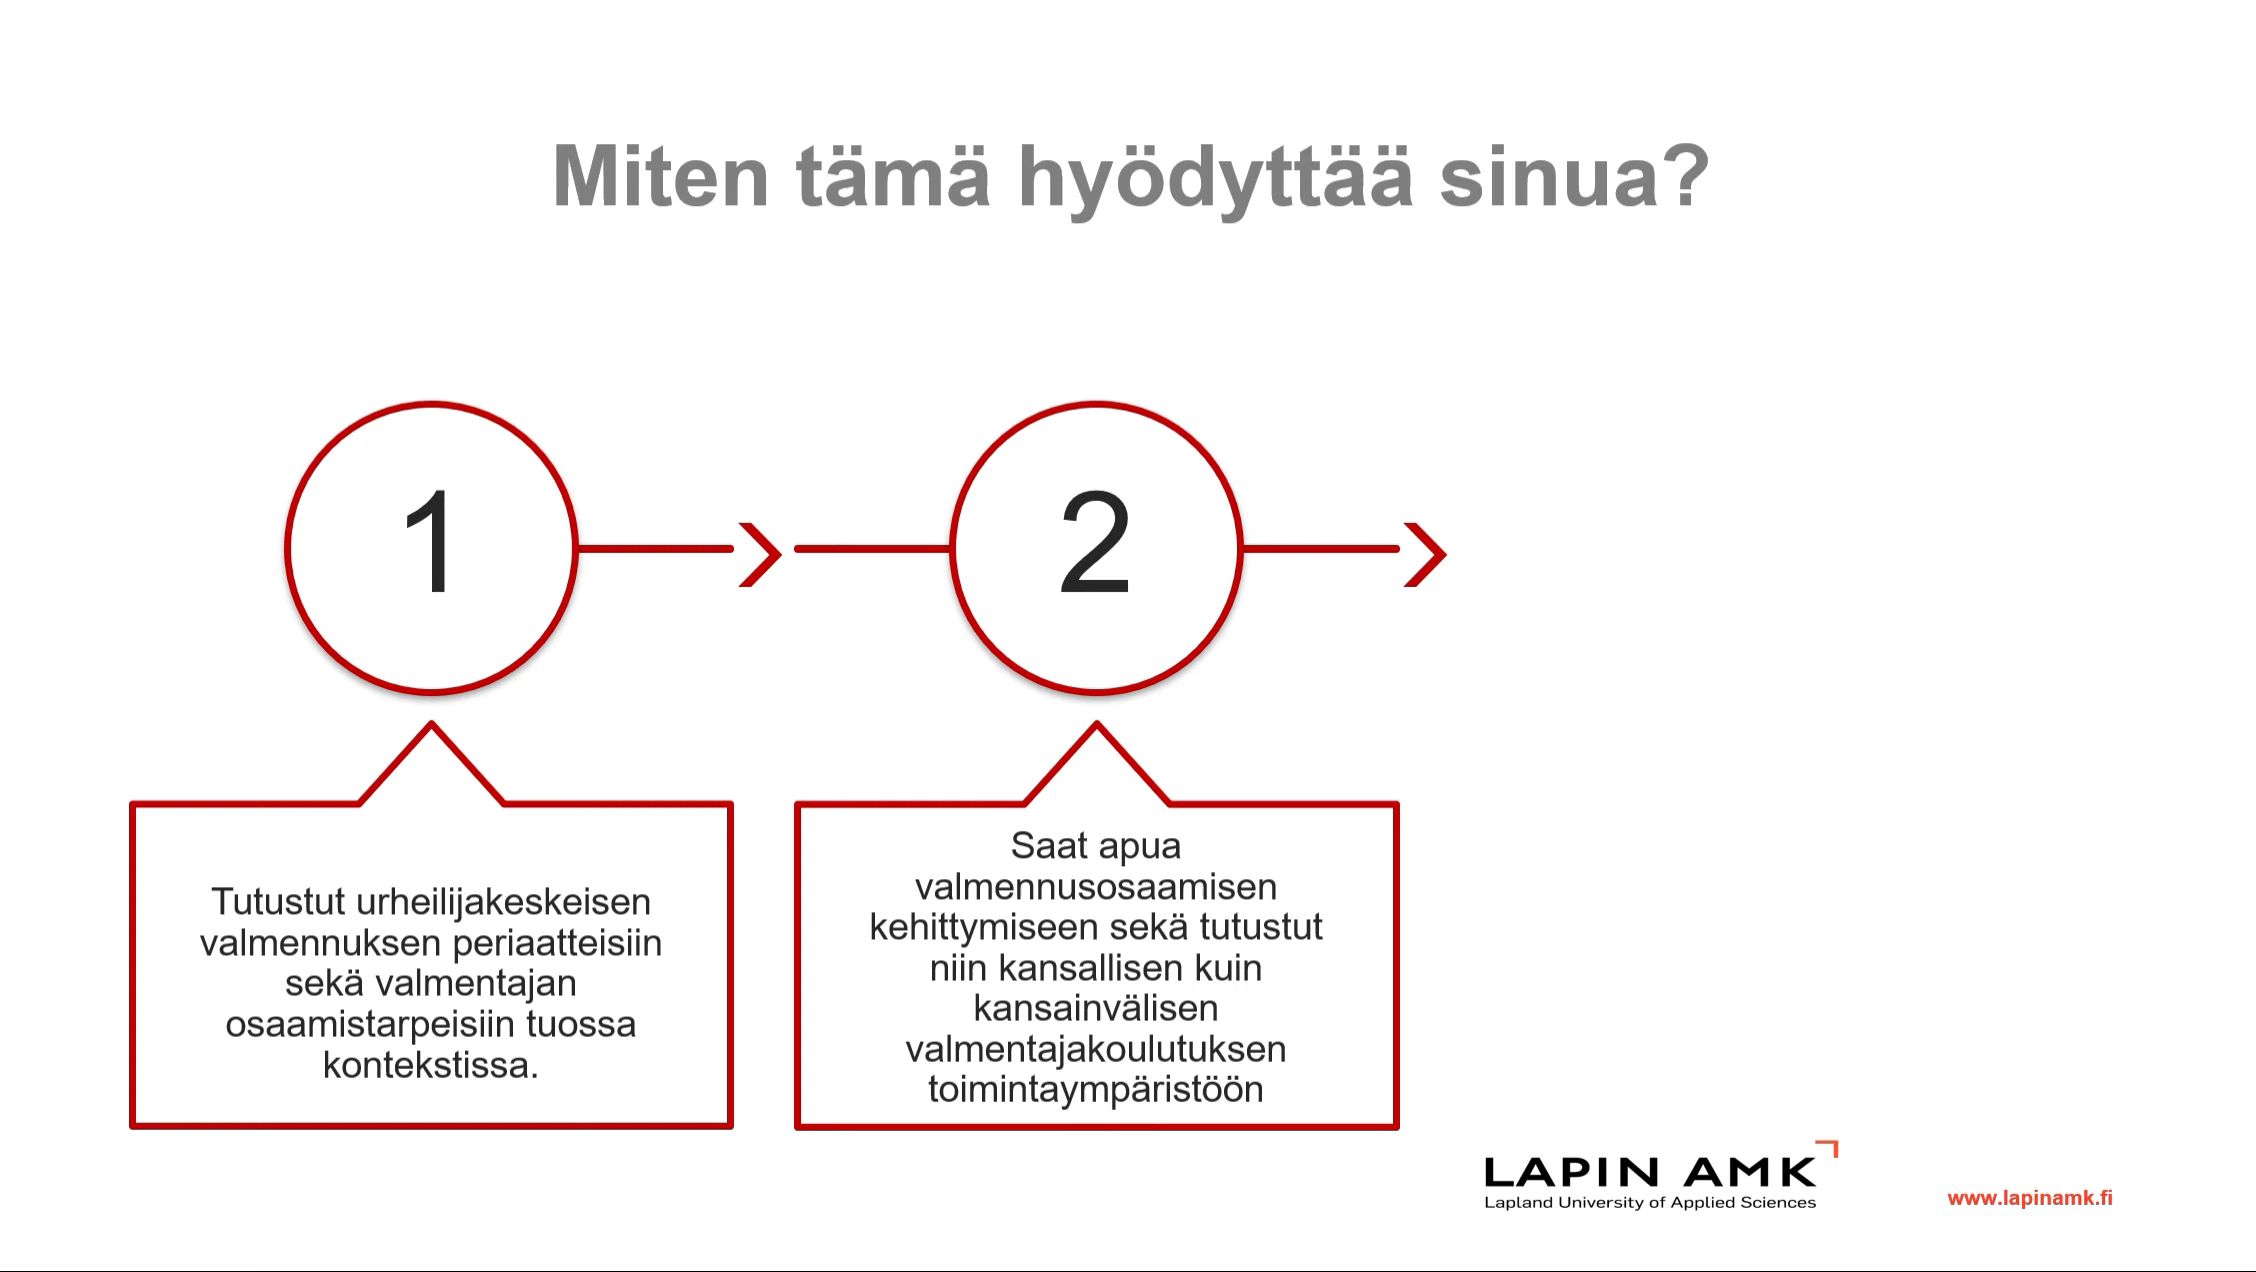 Miten tämä hyödyttää sinua?
1
2
Tutustut urheilijakeskeisen
valmennuksen periaatteisiin
sekä valmentajan
osaamistarpeisiin tuossa
kontekstissa.
Saat apua
valmennusosaamisen
kehittymiseen sekä tutustut
niin kansallisen kuin
kansainvälisen
valmentajakoulutuksen
toimintaympäristöön
LAPIN AMK
Lapland University of Applied Sciences
www.lapinamk.fi